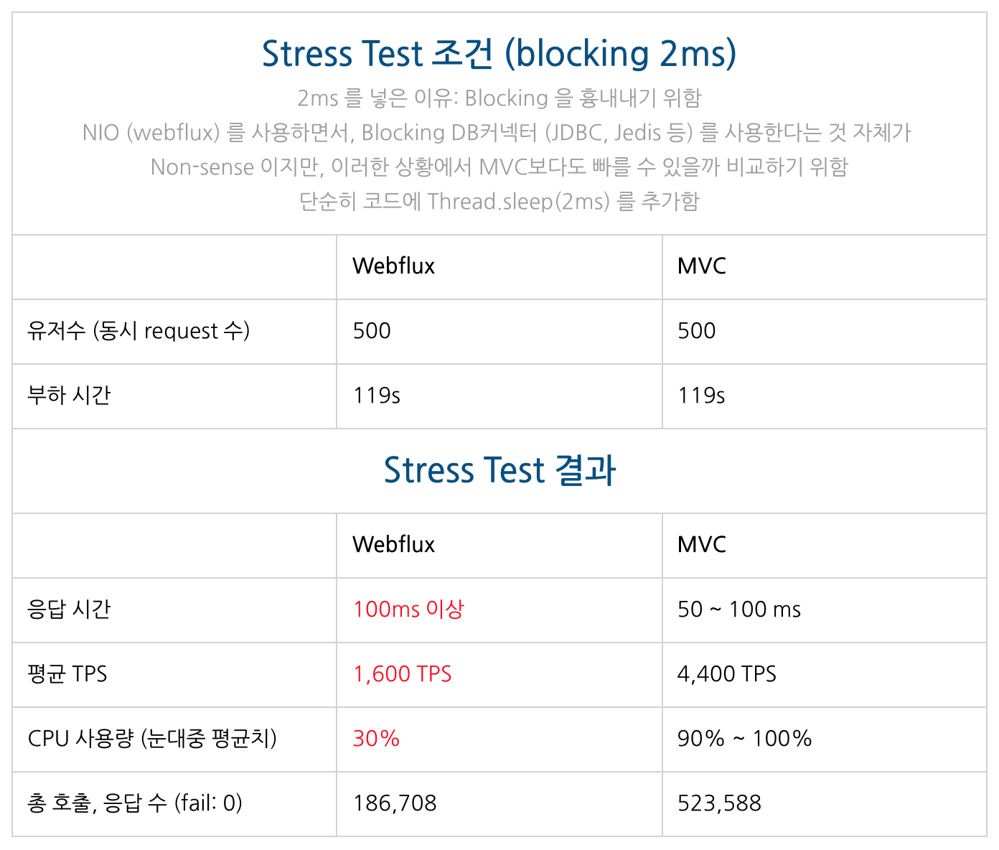 Stress Test 조건 (blocking 2ms)
2ms 를 넣은 이유: Blocking 을 흉내내기 위함
NIO (webflux) 를 사용하면서, Blocking DB커넥터 (JDBC, Jedis 등) 를 사용한다는 것 자체가
Non-sense 이지만, 이러한 상황에서 MVC보다도 빠를 수 있을까 비교하기 위함
단순히 코드에 Thread.sleep(2ms) 를 추가함
Webflux MVC
유저수 (동시 request 수) 500 500
부하 시간 119s 119s
Stress Test 결과
Webflux MVC
응답 시간 100ms 이상 50 ~ 100 ms
평균 TPS 1,600 TPS 4,400 TPS
CPU 사용량 (눈대중 평균치) 30% 90% ~ 100%
총 호출, 응답 수 (fail: 0) 186,708 523,588